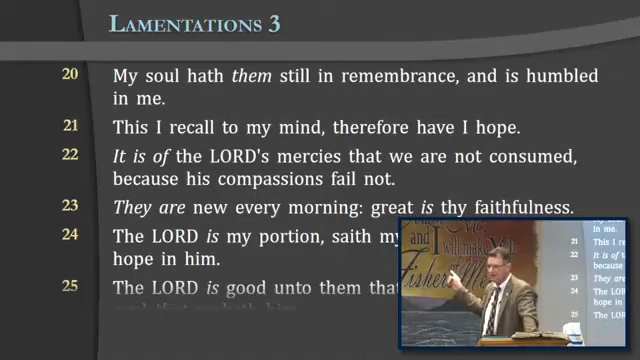 LAMENTATIONS 3
20 My soul hath them still in remembrance, and is humbled
in me.
21 This I recall to my mind, therefore have I hope.
22 It is of the LORD'S mercies that we are not consumed,
because his compassions fail not.
23 They are new every morning: great is thy faithfulness.
24 The LORD is my portion, saith my
hope in him.
25 The LORD is good unto them that
and I will make you
Fishers
in me.
21 This I r
22 It is of t
because
23 They are
24 The LOR
hope in
25 The LOR